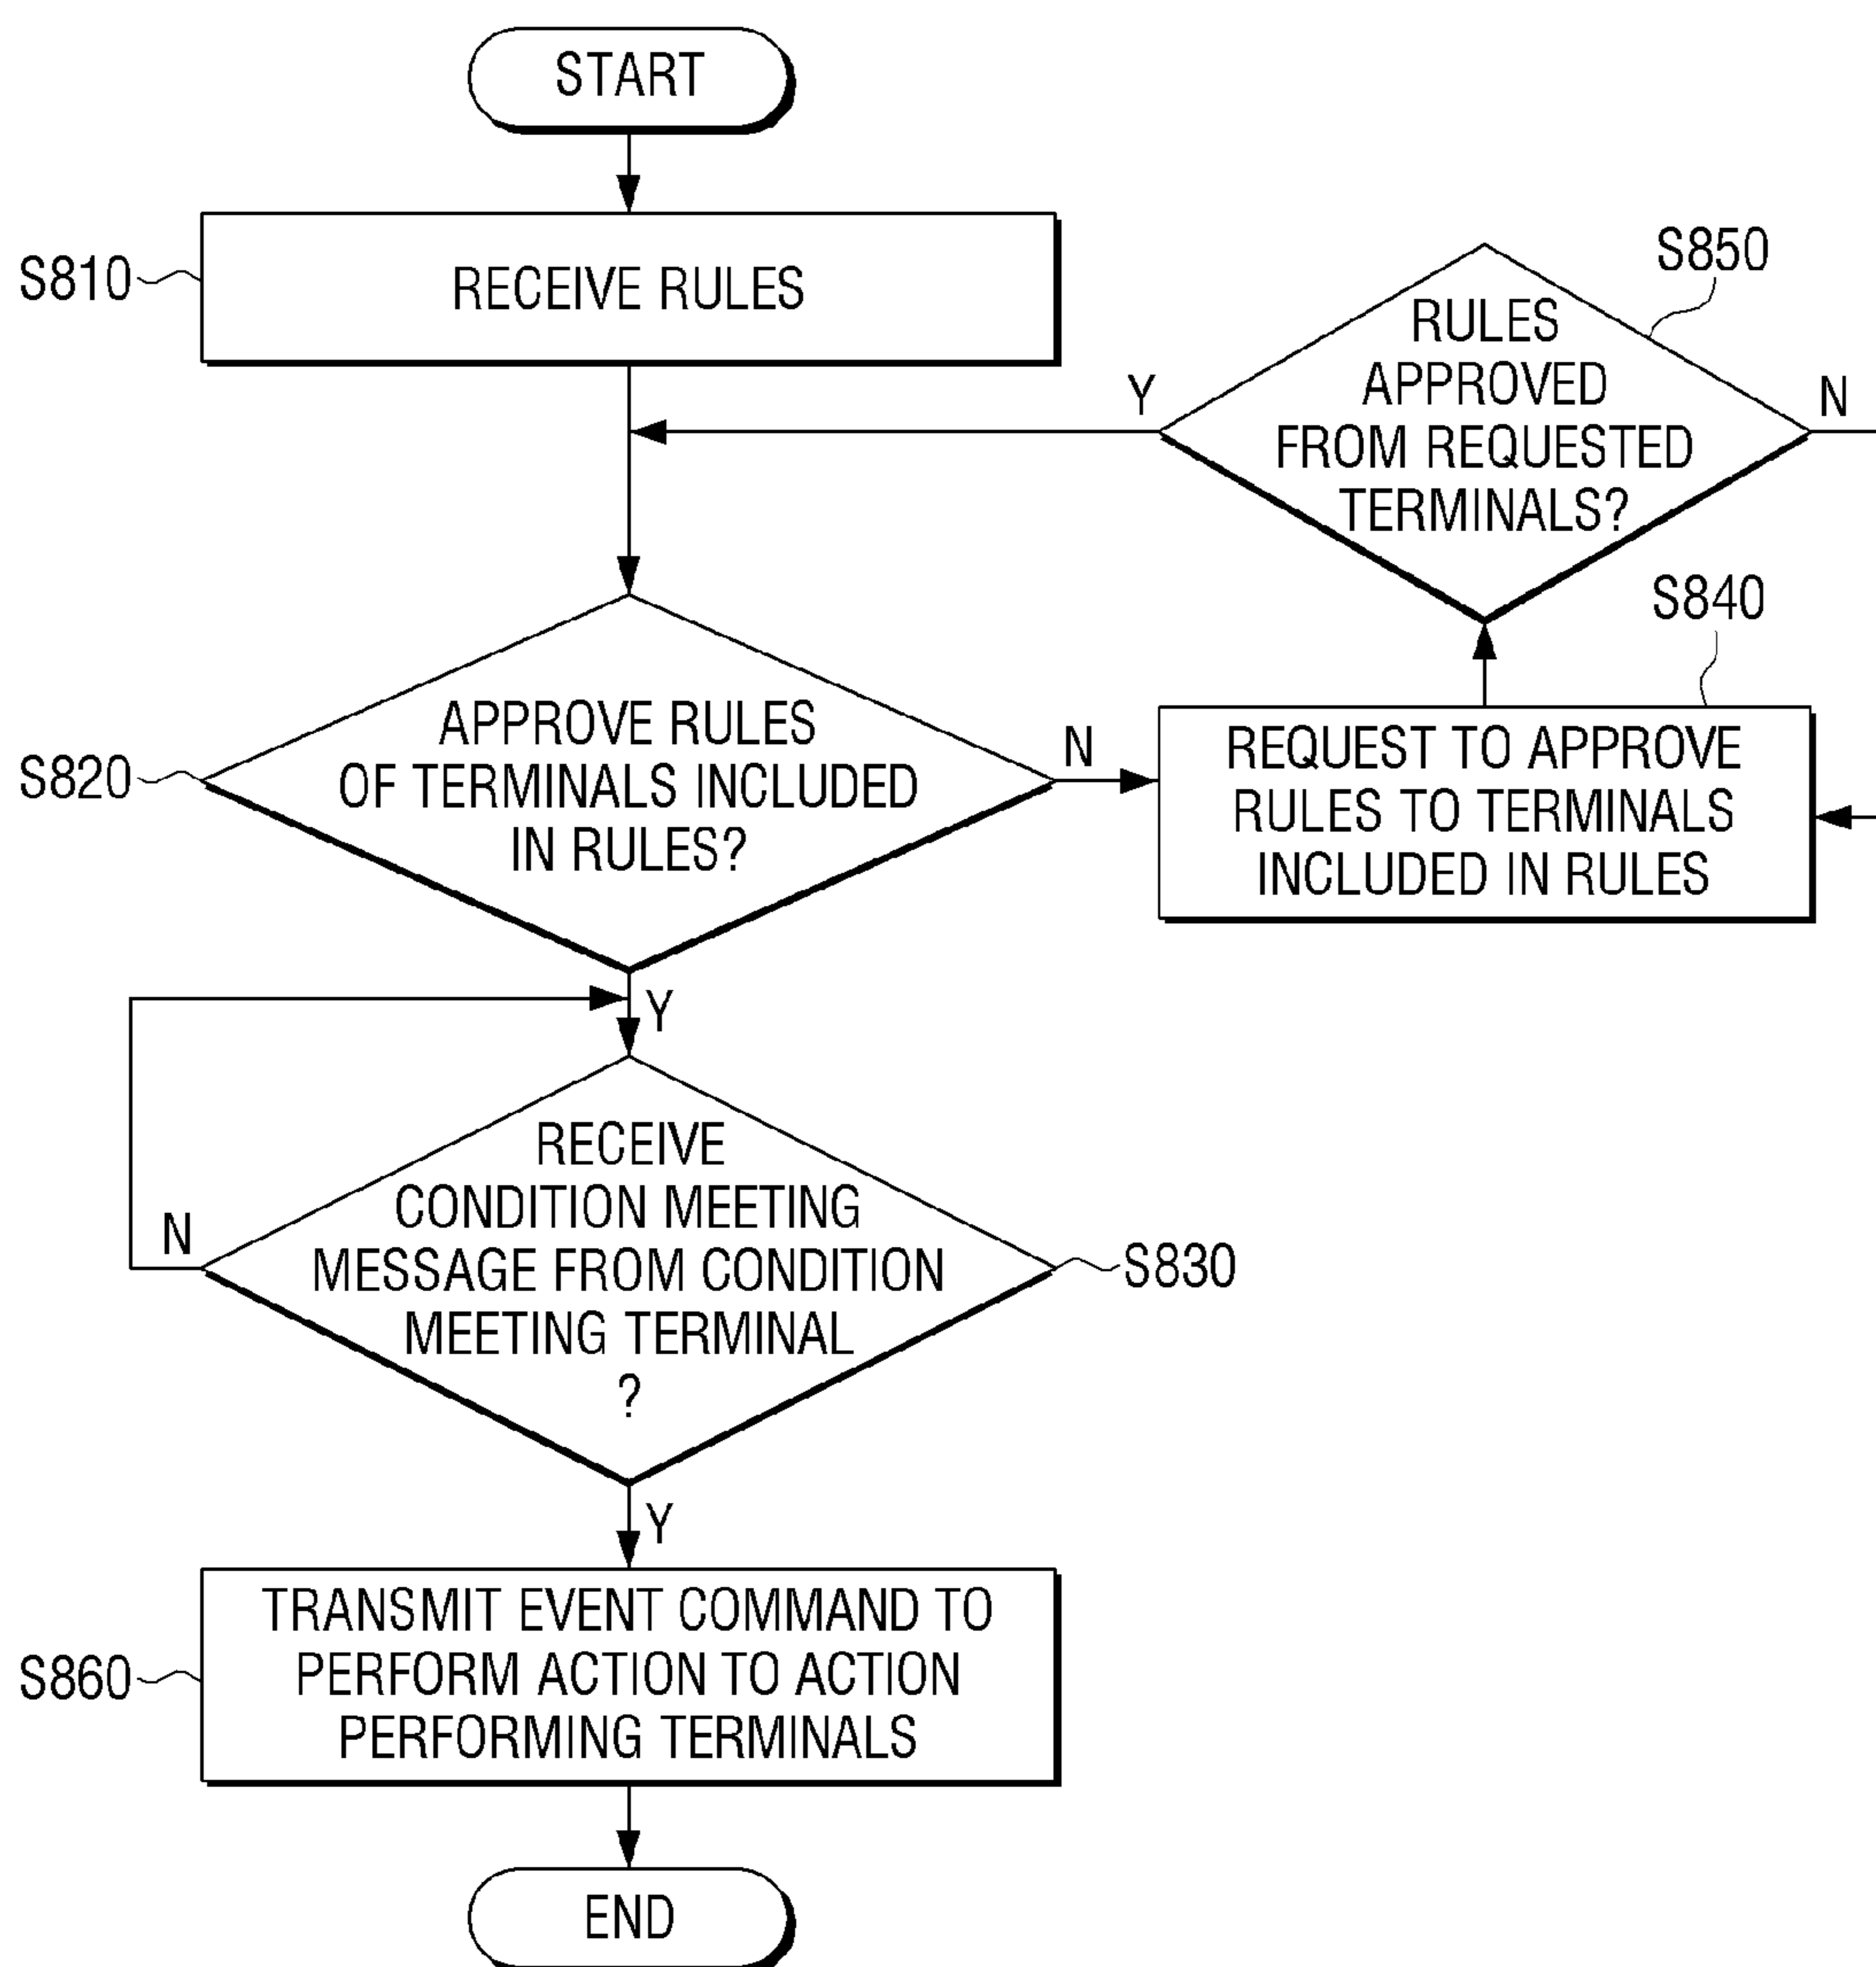 START
S810
RECEIVE RULES
S850
RULES
APPROVED
FROM REQUESTED
TERMINALS?
Y
N
S840
S820
APPROVE RULES
OF TERMINALS INCLUDED
IN RULES?
N
REQUEST TO APPROVE
RULES TO TERMINALS
INCLUDED IN RULES
Y
RECEIVE
CONDITION MEETING
MESSAGE FROM CONDITION
MEETING TERMINAL
?
N
S830
Y
S860
TRANSMIT EVENT COMMAND TO
PERFORM ACTION TO ACTION
PERFORMING TERMINALS
END